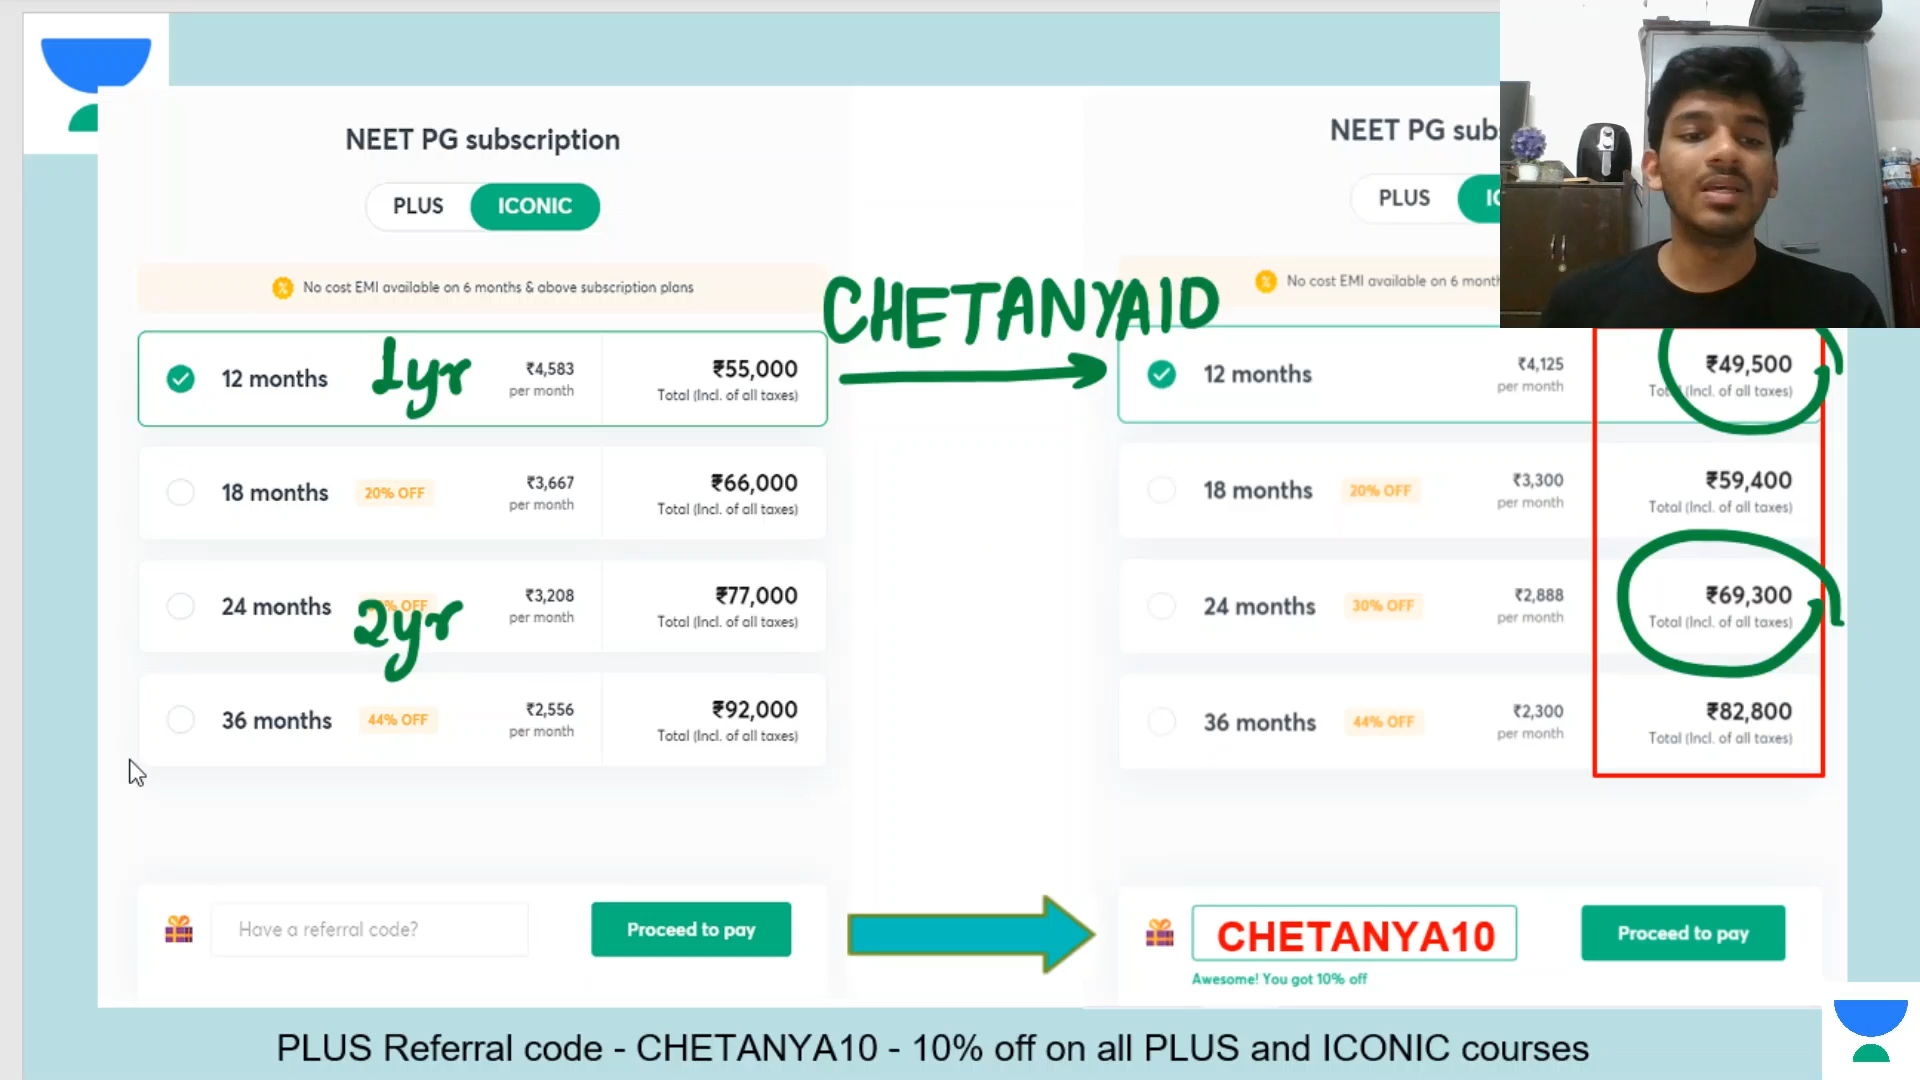 NEET PG subscription
PLUS
ICONIC
No cost EMI available on 6 months & above subscription plans
12 months
1yr
₹4,583
per month
₹55,000
Total (Incl. of all taxes)
18 months
20% OFF
₹3,667
per month
₹66,000
Total (Incl. of all taxes)
24 months
% OFF
2yr
₹3,208
per month
₹77,000
Total (Incl. of all taxes)
36 months
44% OFF
₹2,556
per month
₹92,000
Total (Incl. of all taxes)
Have a referral code?
Proceed to pay
CHETANYA10
NEET PG sub
PLUS
IC
No cost EMI available on 6 mont
12 months
₹4,125
per month
₹49,500
Total (Incl. of all taxes)
18 months
20% OFF
₹3,300
per month
₹59,400
Total (Incl. of all taxes)
24 months
30% OFF
₹2,888
per month
₹69,300
Total (Incl. of all taxes)
36 months
44% OFF
₹2,300
per month
₹82,800
Total (Incl. of all taxes)
CHETANYA10
Proceed to pay
Awesome! You got 10% off
PLUS Referral code - CHETANYA10 - 10% off on all PLUS and ICONIC courses